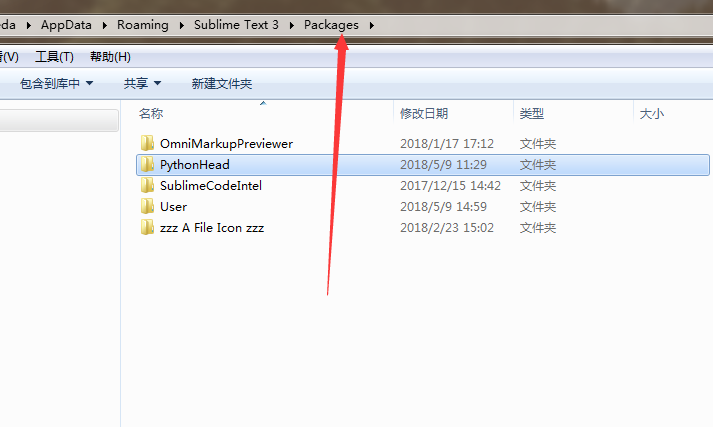 eda ▸ AppData ▸ Roaming ▸ Sublime Text 3 ▸ Packages ▸
(V) 工具(T) 帮助(H)
包含到库中 共享 新建文件夹
名称 修改日期 类型 大小
OmniMarkupPreviewer 2018/1/17 17:12 文件夹
PythonHead 2018/5/9 11:29 文件夹
SublimeCodeIntel 2017/12/15 14:42 文件夹
User 2018/5/9 14:59 文件夹
zzz A File Icon zzz 2018/2/23 15:02 文件夹